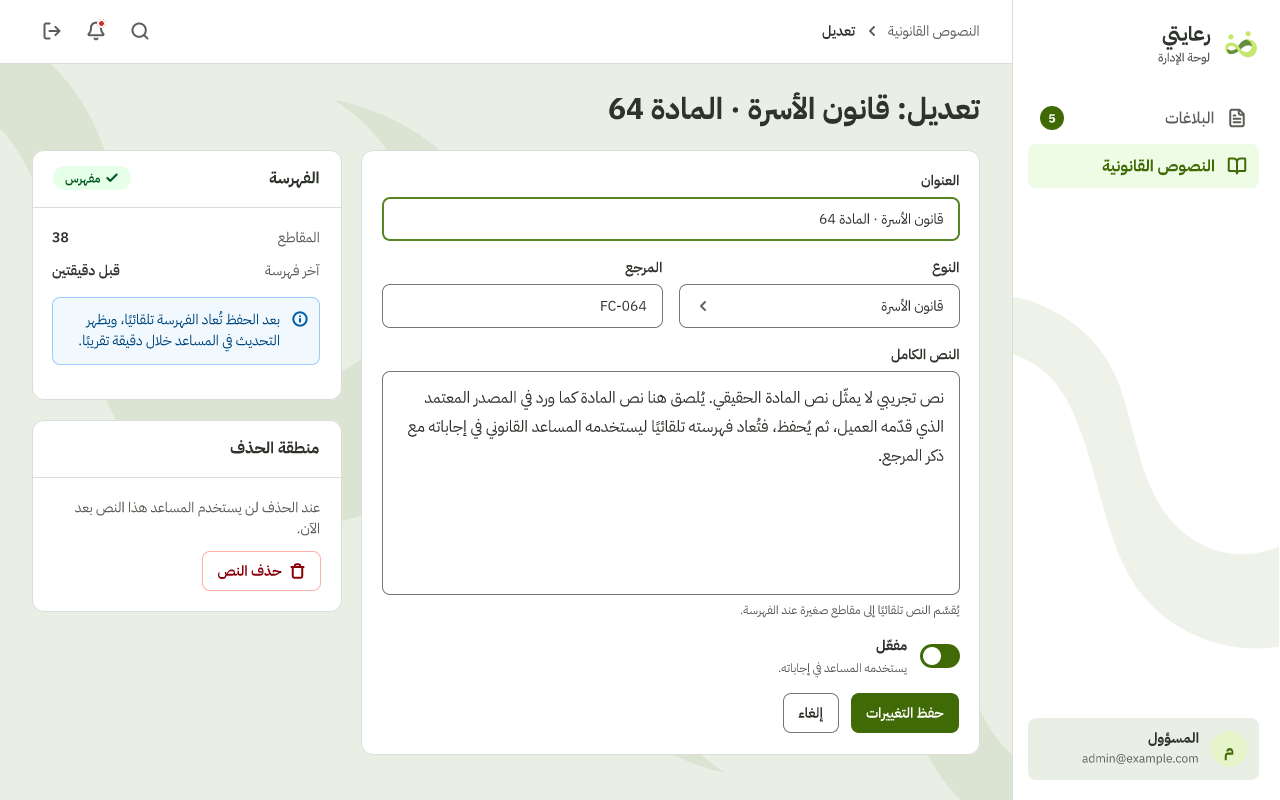 رعايتي
لوحة الإدارة
البلاغات
5
النصوص القانونية
المسؤول
admin@example.com
م
النصوص القانونية
تعديل
تعديل: قانون الأسرة · المادة 64
العنوان
قانون الأسرة · المادة 64
النوع
قانون الأسرة
المرجع
FC-064
النص الكامل
نص تجريبي لا يمثّل نص المادة الحقيقي. يُلصق هنا نص المادة كما ورد في المصدر المعتمد
الذي قدّمه العميل، ثم يُحفظ، فتُعاد فهرسته تلقائيًا ليستخدمه المساعد القانوني في إجاباته مع
ذكر المرجع.
يُقسَّم النص تلقائيًا إلى مقاطع صغيرة عند الفهرسة.
مفعّل
يستخدمه المساعد في إجاباته.
حفظ التغييرات
إلغاء
الفهرسة
مفهرس
المقاطع
38
آخر فهرسة
قبل دقيقتين
بعد الحفظ تُعاد الفهرسة تلقائيًا، ويظهر
التحديث في المساعد خلال دقيقة تقريبًا.
منطقة الحذف
عند الحذف لن يستخدم المساعد هذا النص بعد
الآن.
حذف النص